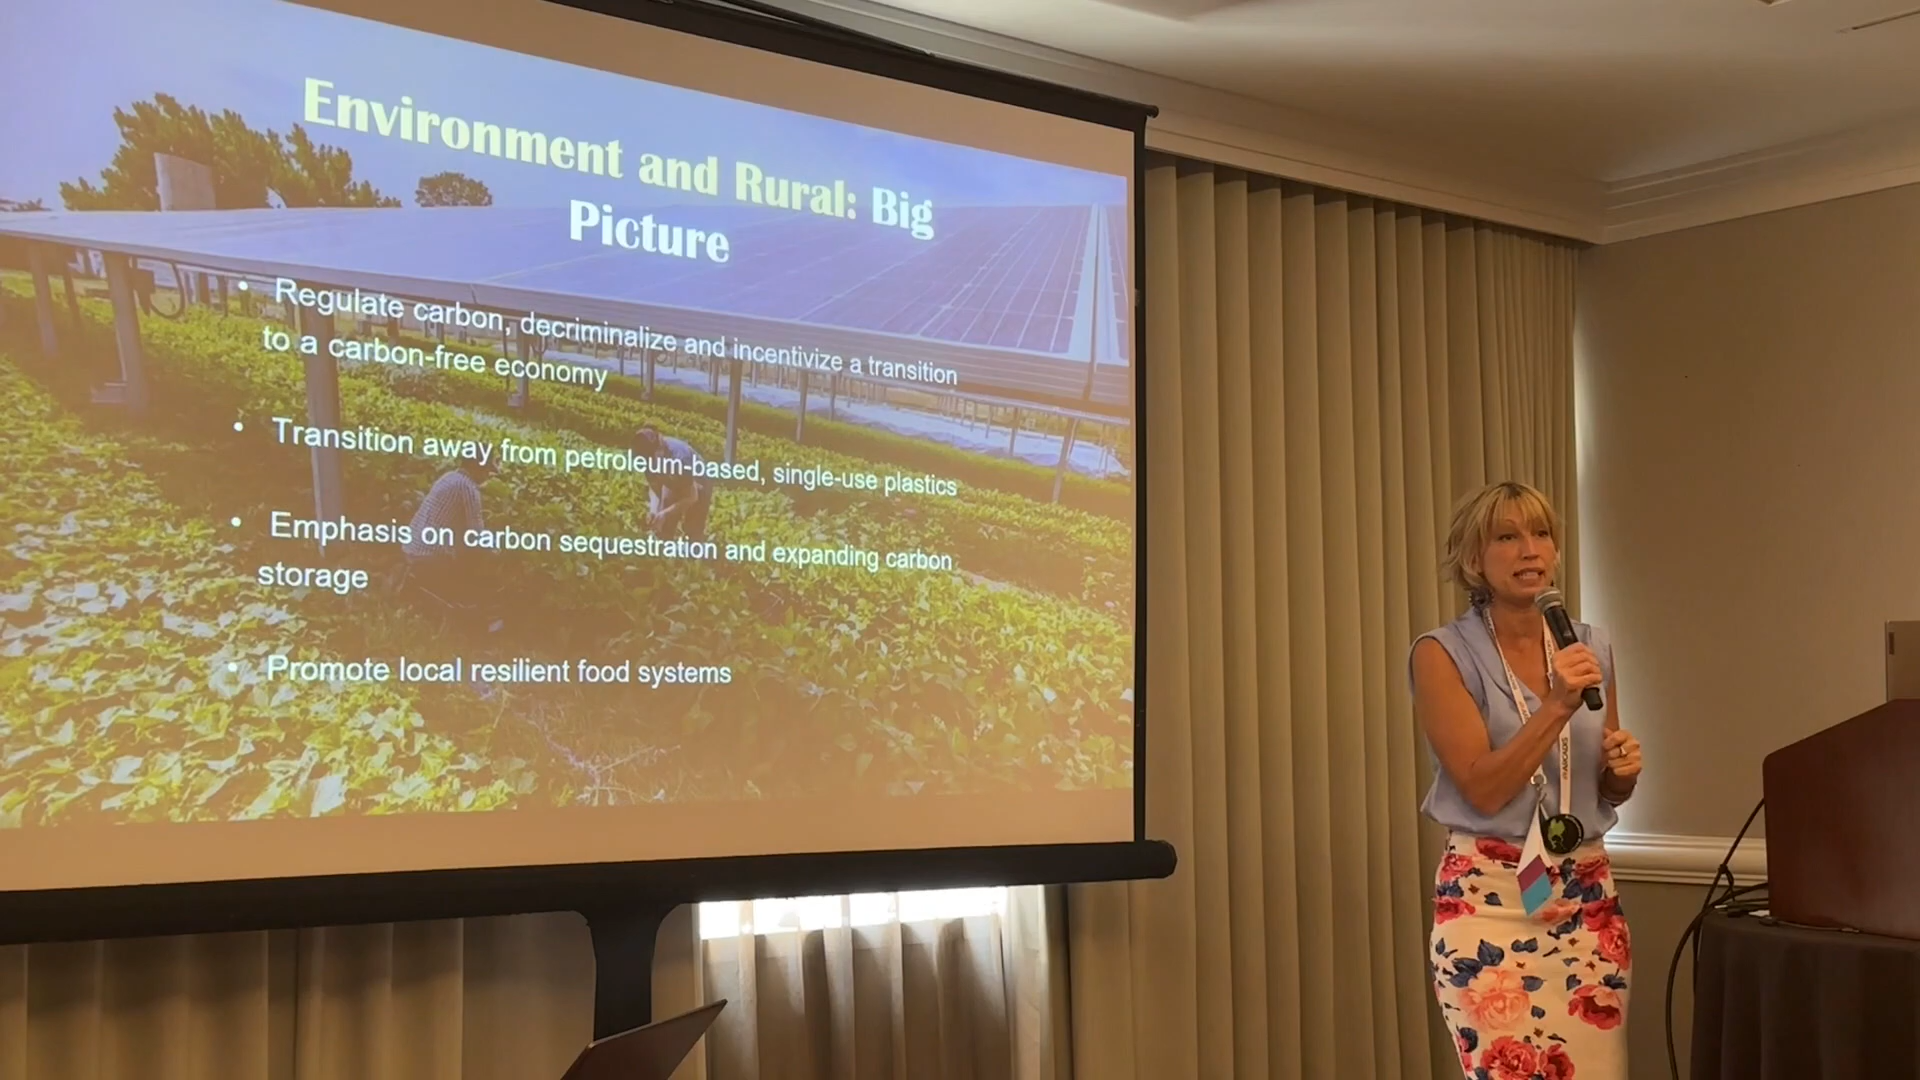 Environment and Rural: Big
Picture
• Regulate carbon, decriminalize and incentivize a transition
to a carbon-free economy
• Transition away from petroleum-based, single-use plastics
• Emphasis on carbon sequestration and expanding carbon
storage
• Promote local resilient food systems